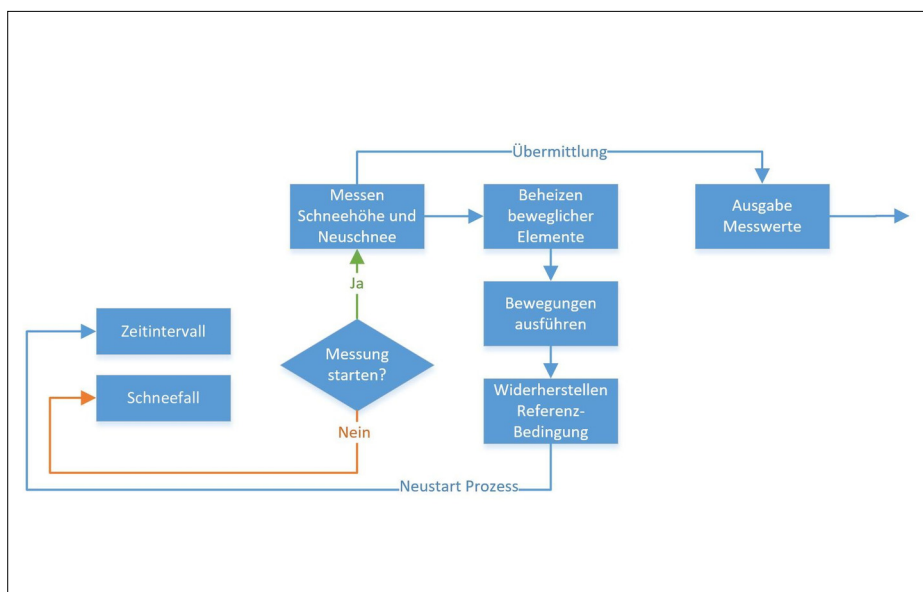 Übermittlung
Messen
Schneehöhe und
Neuschnee
Beheizen
beweglicher
Elemente
Ausgabe
Messwerte
Ja
Bewegungen
ausführen
Zeitintervall
Messung
starten?
Schneefall
Widerherstellen
Referenz-
Bedingung
Nein
Neustart Prozess